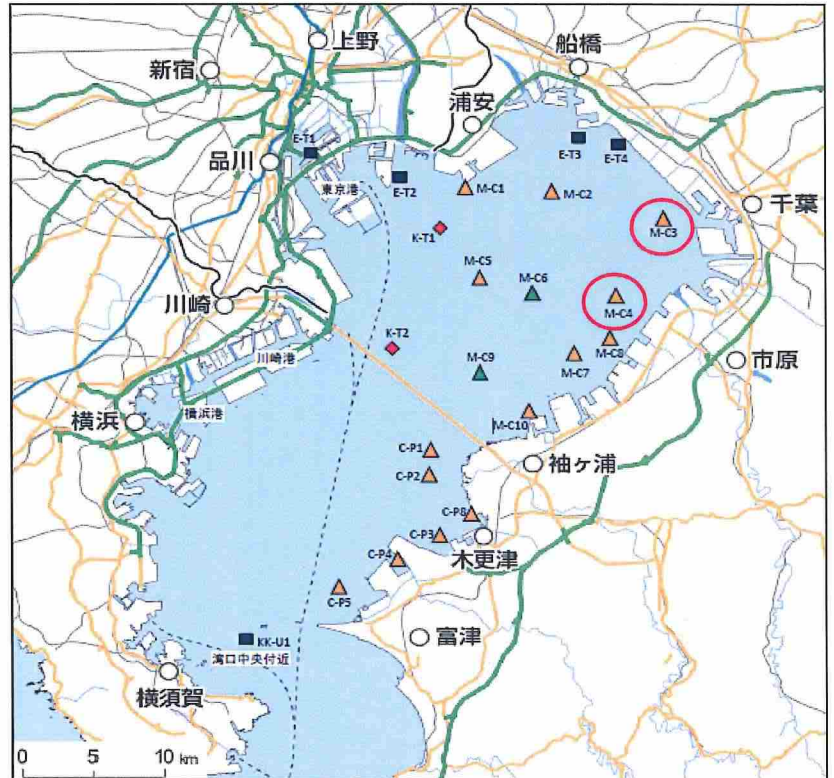 上野
船橋
新宿
浦安
E-T1
E-T3
E-T4
品川
東京港
E-T2
M-C1
M-C2
千葉
K-T1
M-C3
M-C5
M-C6
川崎
M-C4
K-T2
M-C8
川崎港
M-C9
M-C7
市原
横浜港
横浜
M-C10
C-P1
袖ヶ浦
C-P2
C-P8
C-P3
木更津
C-P4
C-P5
KK-U1
富津
湾口中央付近
横須賀
0 5 10 km